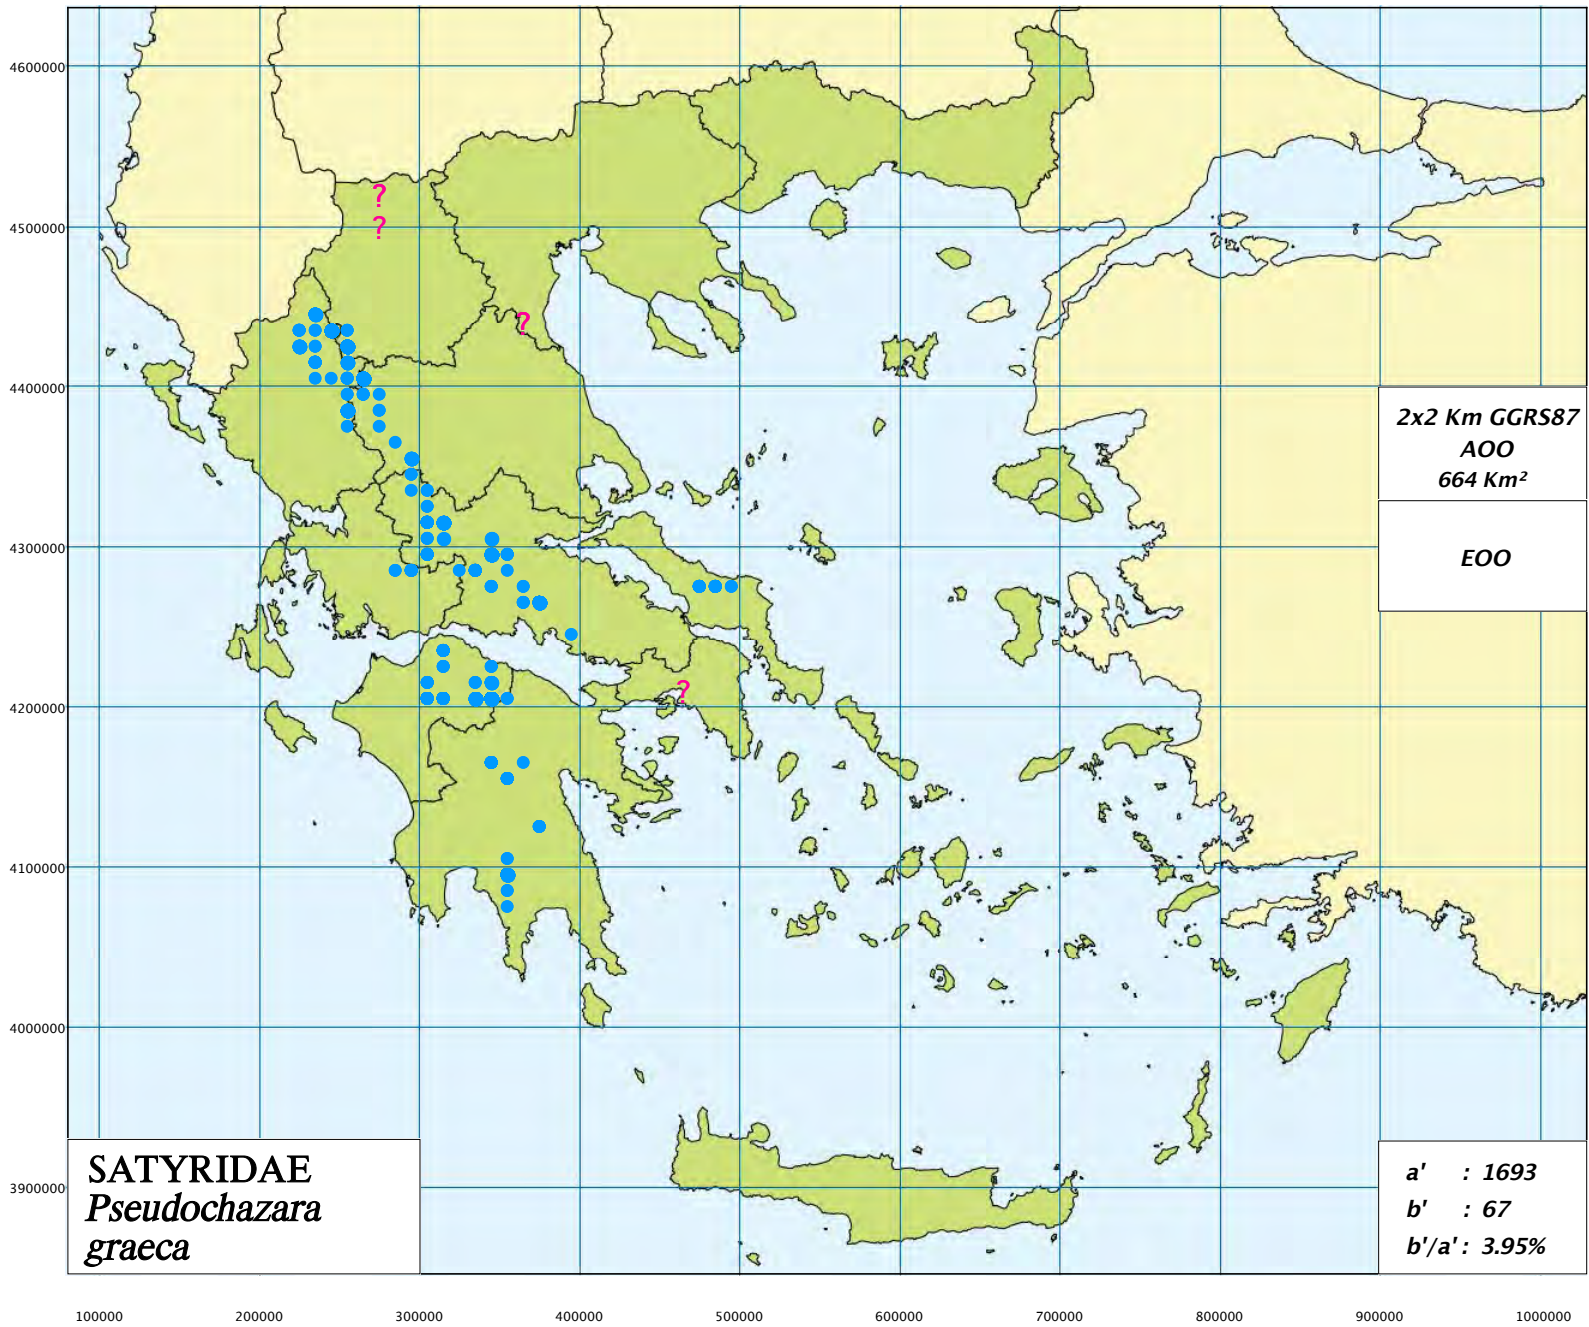 4600000
4500000
?
?
?
4400000
2x2 Km GGRS87
AOO
664 Km²
4300000
EOO
?
4200000
4100000
4000000
3900000
SATYRIDAE
Pseudochazara
graeca
a' : 1693
b' : 67
b'/a' : 3.95%
100000 200000 300000 400000 500000 600000 700000 800000 900000 1000000